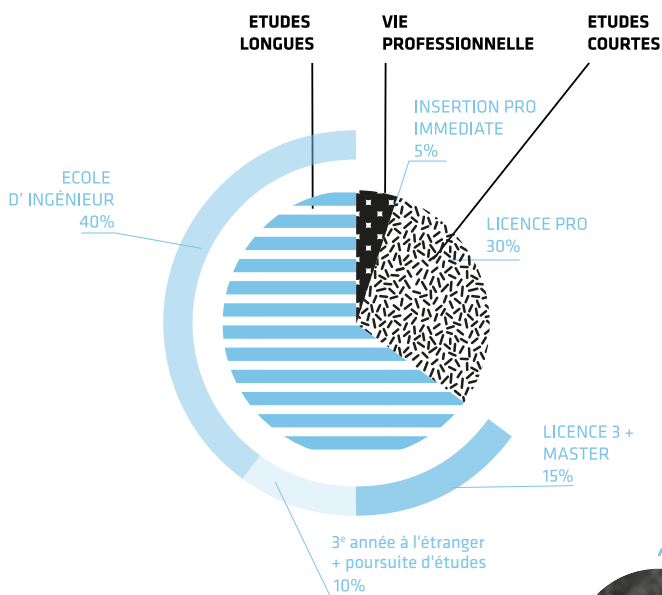 ETUDES
LONGUES
VIE
PROFESSIONNELLE
ETUDES
COURTES
INSERTION PRO
IMMEDIATE
5%
ECOLE
D' INGÉNIEUR
40%
LICENCE PRO
30%
LICENCE 3 +
MASTER
15%
3e année à l'étranger
+ poursuite d'études
10%